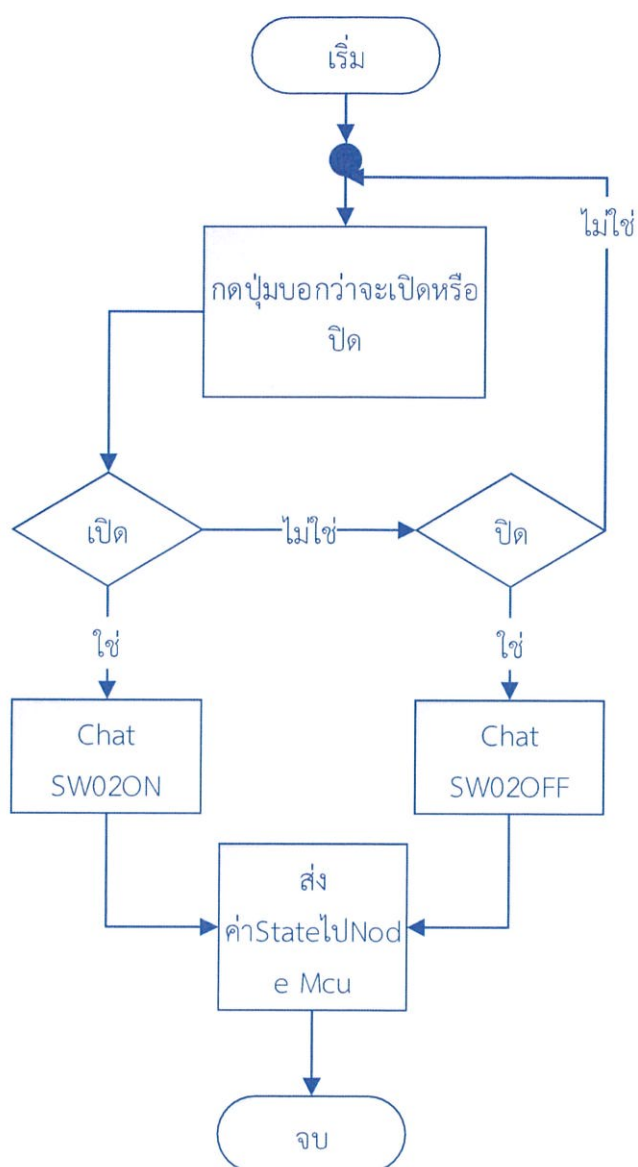 เริ่ม
ไม่ใช่
กดปุ่มบอกว่าจะเปิดหรือ
ปิด
เปิด
ไม่ใช่
ปิด
ใช่
ใช่
Chat
SW02ON
Chat
SW02OFF
ส่ง
ค่าStateไปNod
e Mcu
จบ